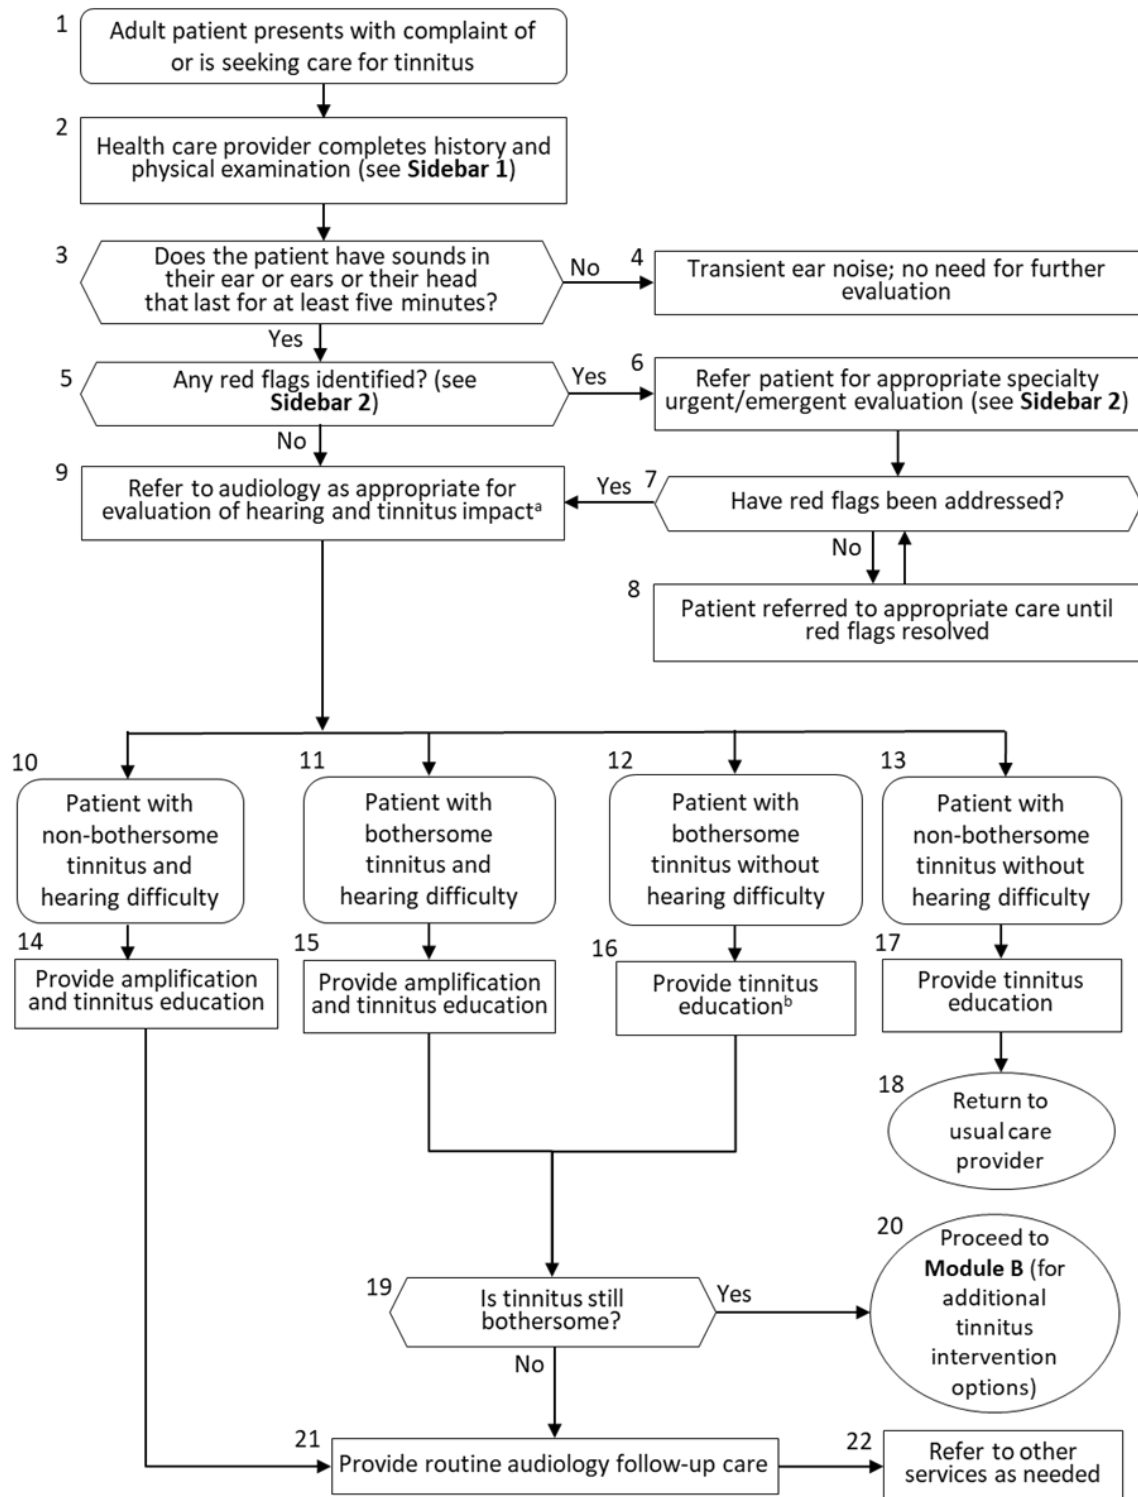 1
Adult patient presents with complaint of
or is seeking care for tinnitus
2
Health care provider completes history and
physical examination (see Sidebar 1)
3
Does the patient have sounds in
their ear or ears or their head
that last for at least five minutes?
No
4
Transient ear noise; no need for further
evaluation
Yes
5
Any red flags identified? (see
Sidebar 2)
Yes
6
Refer patient for appropriate specialty
urgent/emergent evaluation (see Sidebar 2)
No
9
Refer to audiology as appropriate for
evaluation of hearing and tinnitus impactᵃ
Yes
7
Have red flags been addressed?
No
8
Patient referred to appropriate care until
red flags resolved
10
Patient with
non-bothersome
tinnitus and
hearing difficulty
11
Patient with
bothersome
tinnitus and
hearing difficulty
12
Patient with
bothersome
tinnitus without
hearing difficulty
13
Patient with
non-bothersome
tinnitus without
hearing difficulty
14
Provide amplification
and tinnitus education
15
Provide amplification
and tinnitus education
16
Provide tinnitus
educationᵇ
17
Provide tinnitus
education
18
Return to
usual care
provider
19
Is tinnitus still
bothersome?
Yes
20
Proceed to
Module B (for
additional
tinnitus
intervention
options)
No
21
Provide routine audiology follow-up care
22
Refer to other
services as needed